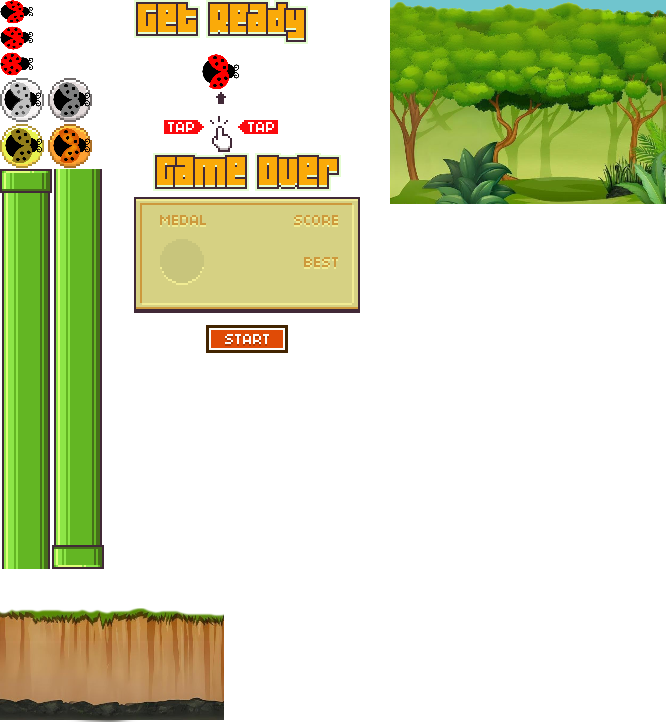 Get Ready
TAP TAP
Game Over
MEDAL SCORE
BEST
START